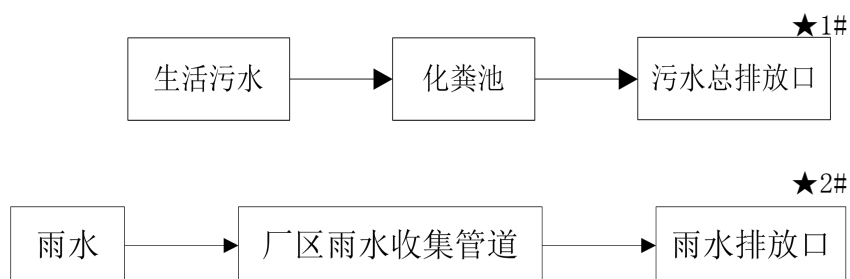 ★1#
生活污水
化粪池
污水总排放口
★2#
雨水
厂区雨水收集管道
雨水排放口